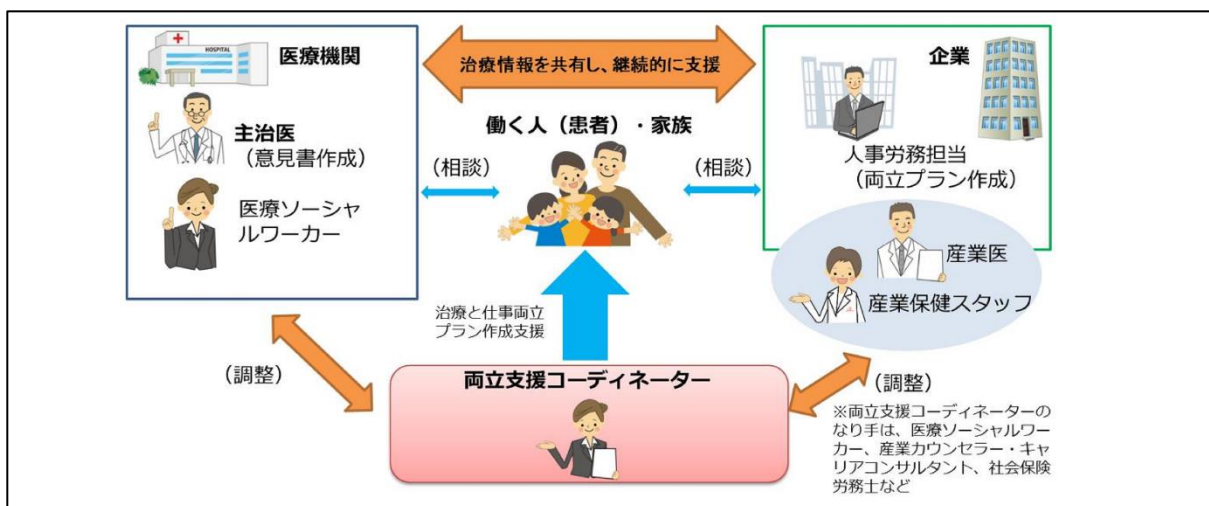 HOSPITAL
医療機関
主治医
（意見書作成）
医療ソーシャ
ルワーカー
治療情報を共有し、継続的に支援
働く人（患者）・家族
（相談）
（相談）
企業
人事労務担当
（両立プラン作成）
産業医
産業保健スタッフ
治療と仕事両立
プラン作成支援
（調整）
両立支援コーディネーター
（調整）
※両立支援コーディネーターの
なり手は、医療ソーシャルワー
カー、産業カウンセラー・キャ
リアコンサルタント、社会保険
労務士など